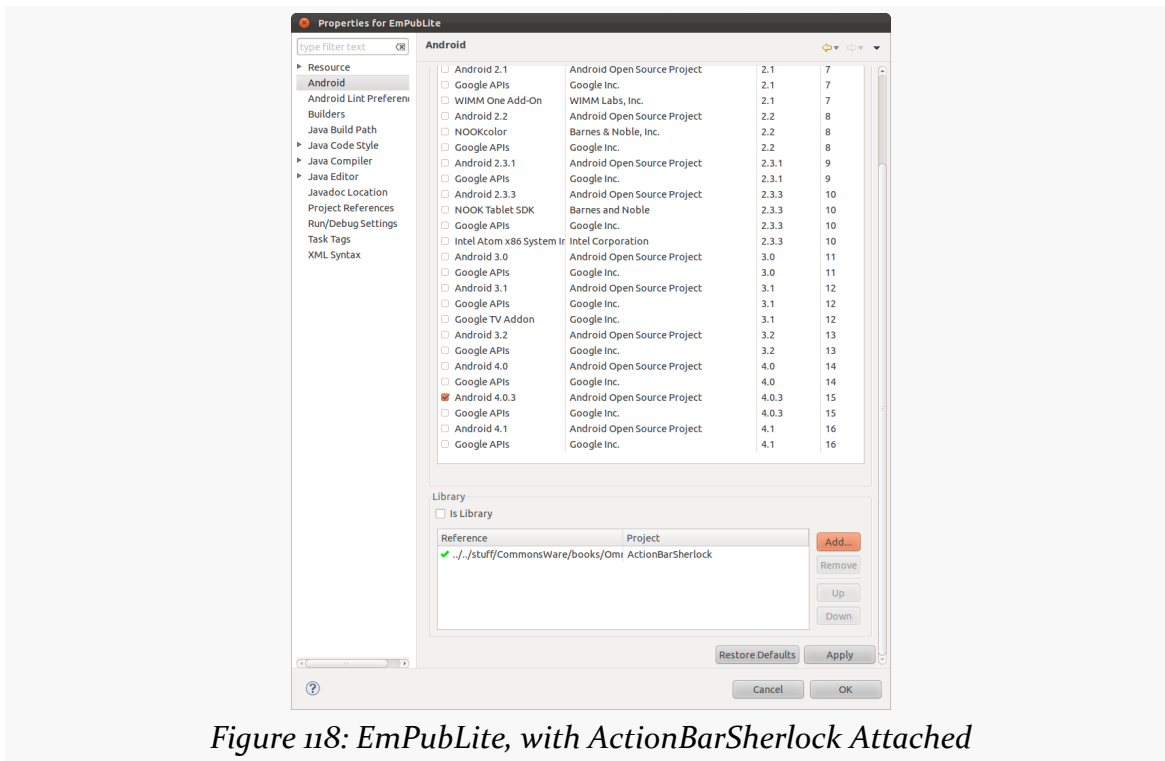 Properties for EmPubLite
type filter text
Android
Resource
Android
Android Lint Preferen
Builders
Java Build Path
Java Code Style
Java Compiler
Java Editor
Javadoc Location
Project References
Run/Debug Settings
Task Tags
XML Syntax
Android 2.1 Android Open Source Project 2.1 7
Google APIs Google Inc. 2.1 7
WIMM One Add-On WIMM Labs, Inc. 2.1 7
Android 2.2 Android Open Source Project 2.2 8
NOOKcolor Barnes & Noble, Inc. 2.2 8
Google APIs Google Inc. 2.2 8
Android 2.3.1 Android Open Source Project 2.3.1 9
Google APIs Google Inc. 2.3.1 9
Android 2.3.3 Android Open Source Project 2.3.3 10
NOOK Tablet SDK Barnes and Noble 2.3.3 10
Google APIs Google Inc. 2.3.3 10
Intel Atom x86 System Ir Intel Corporation 2.3.3 10
Android 3.0 Android Open Source Project 3.0 11
Google APIs Google Inc. 3.0 11
Android 3.1 Android Open Source Project 3.1 12
Google APIs Google Inc. 3.1 12
Google TV Addon Google Inc. 3.1 12
Android 3.2 Android Open Source Project 3.2 13
Google APIs Google Inc. 3.2 13
Android 4.0 Android Open Source Project 4.0 14
Google APIs Google Inc. 4.0 14
Android 4.0.3 Android Open Source Project 4.0.3 15
Google APIs Google Inc. 4.0.3 15
Android 4.1 Android Open Source Project 4.1 16
Google APIs Google Inc. 4.1 16
Library
Is Library
Reference Project
../../stuff/CommonsWare/books/Omi ActionBarSherlock
Add...
Remove
Up
Down
Restore Defaults Apply
Cancel OK
Figure 118: EmPubLite, with ActionBarSherlock Attached